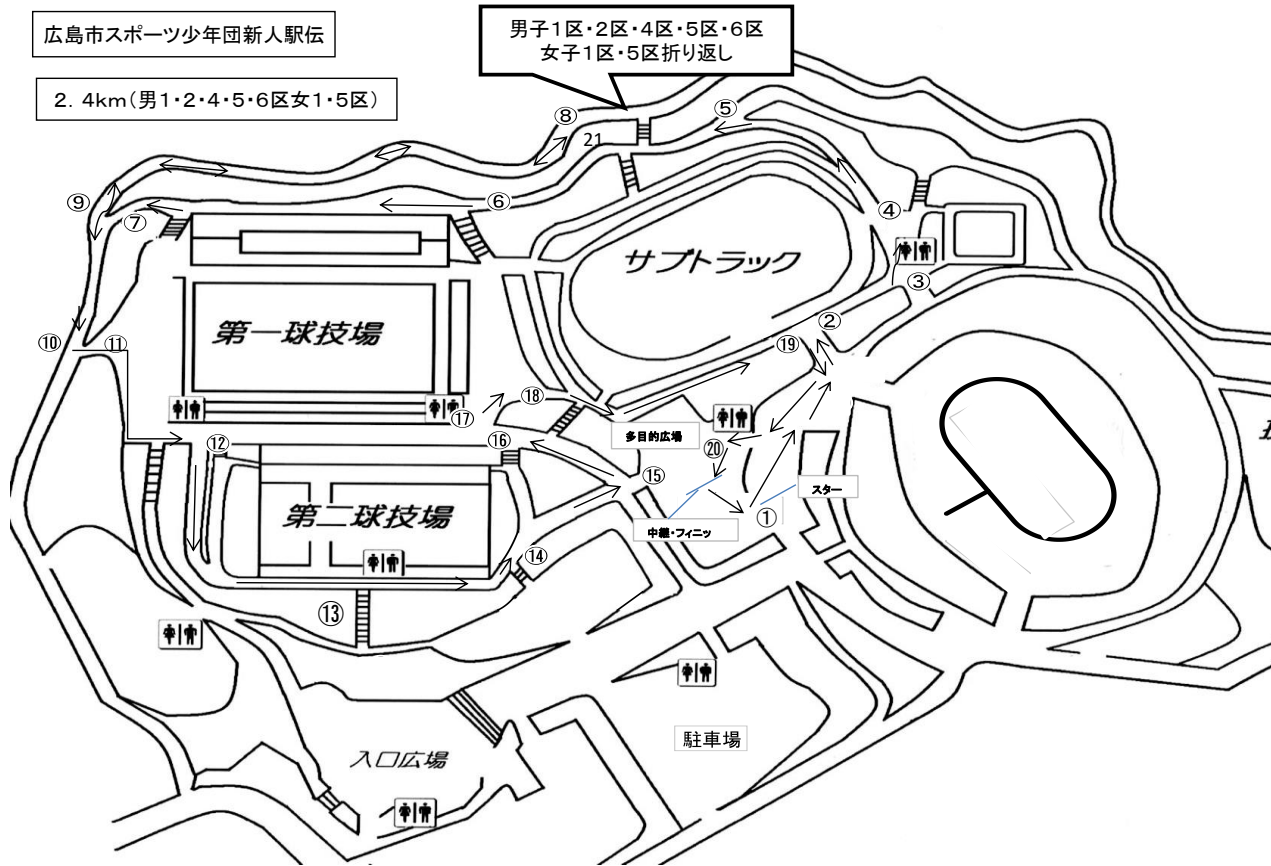 広島市スポーツ少年団新人駅伝
2.4km(男1・2・4・5・6区女1・5区)
男子1区・2区・4区・5区・6区
女子1区・5区折り返し
⑧
21
⑤
⑨
⑦
⑥
④
サブトラック
③
②
⑩
⑪
第一球技場
⑲
⑱
⑰
多目的広場
⑫
⑯
⑳
⑮
スター
第二球技場
中継・フィニッ
①
⑭
⑬
駐車場
入口広場